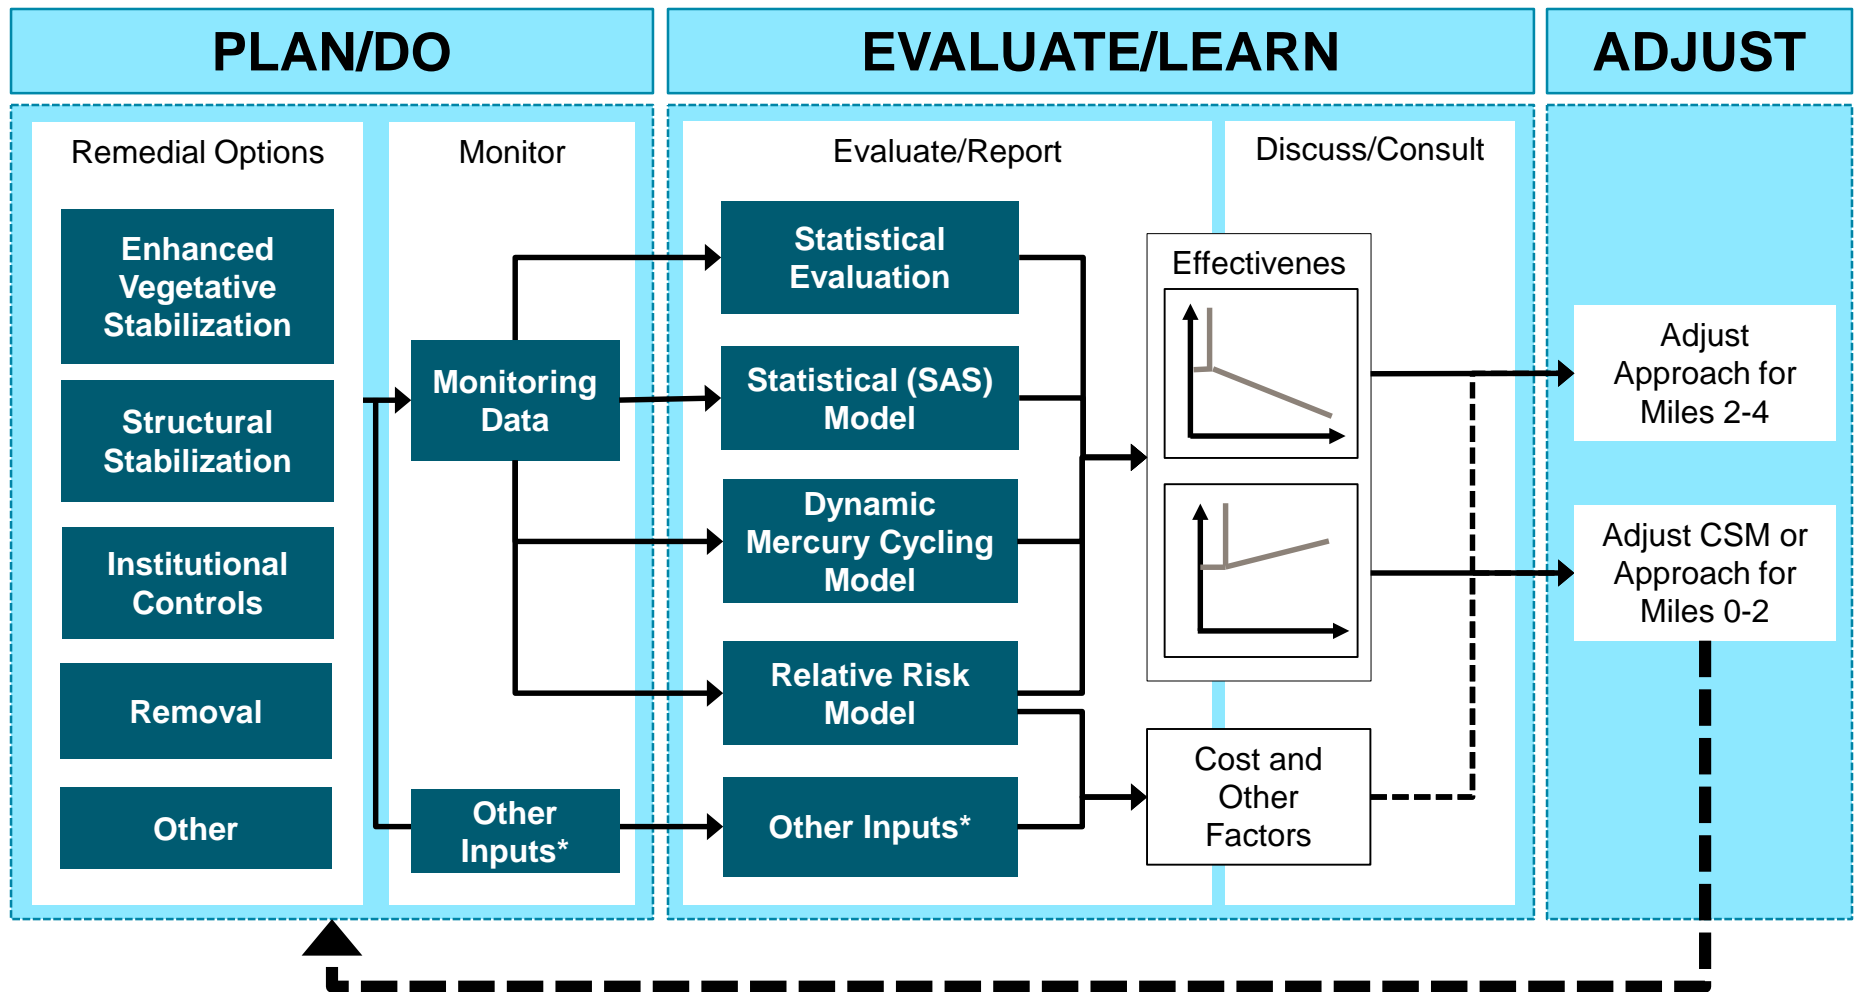 PLAN/DO
EVALUATE/LEARN
ADJUST
Remedial Options
Enhanced
Vegetative
Stabilization
Structural
Stabilization
Institutional
Controls
Removal
Other
Monitor
Monitoring
Data
Other
Inputs*
Evaluate/Report
Statistical
Evaluation
Statistical (SAS)
Model
Dynamic
Mercury Cycling
Model
Relative Risk
Model
Other Inputs*
Discuss/Consult
Effectivenes
Cost and
Other
Factors
Adjust
Approach for
Miles 2-4
Adjust CSM or
Approach for
Miles 0-2